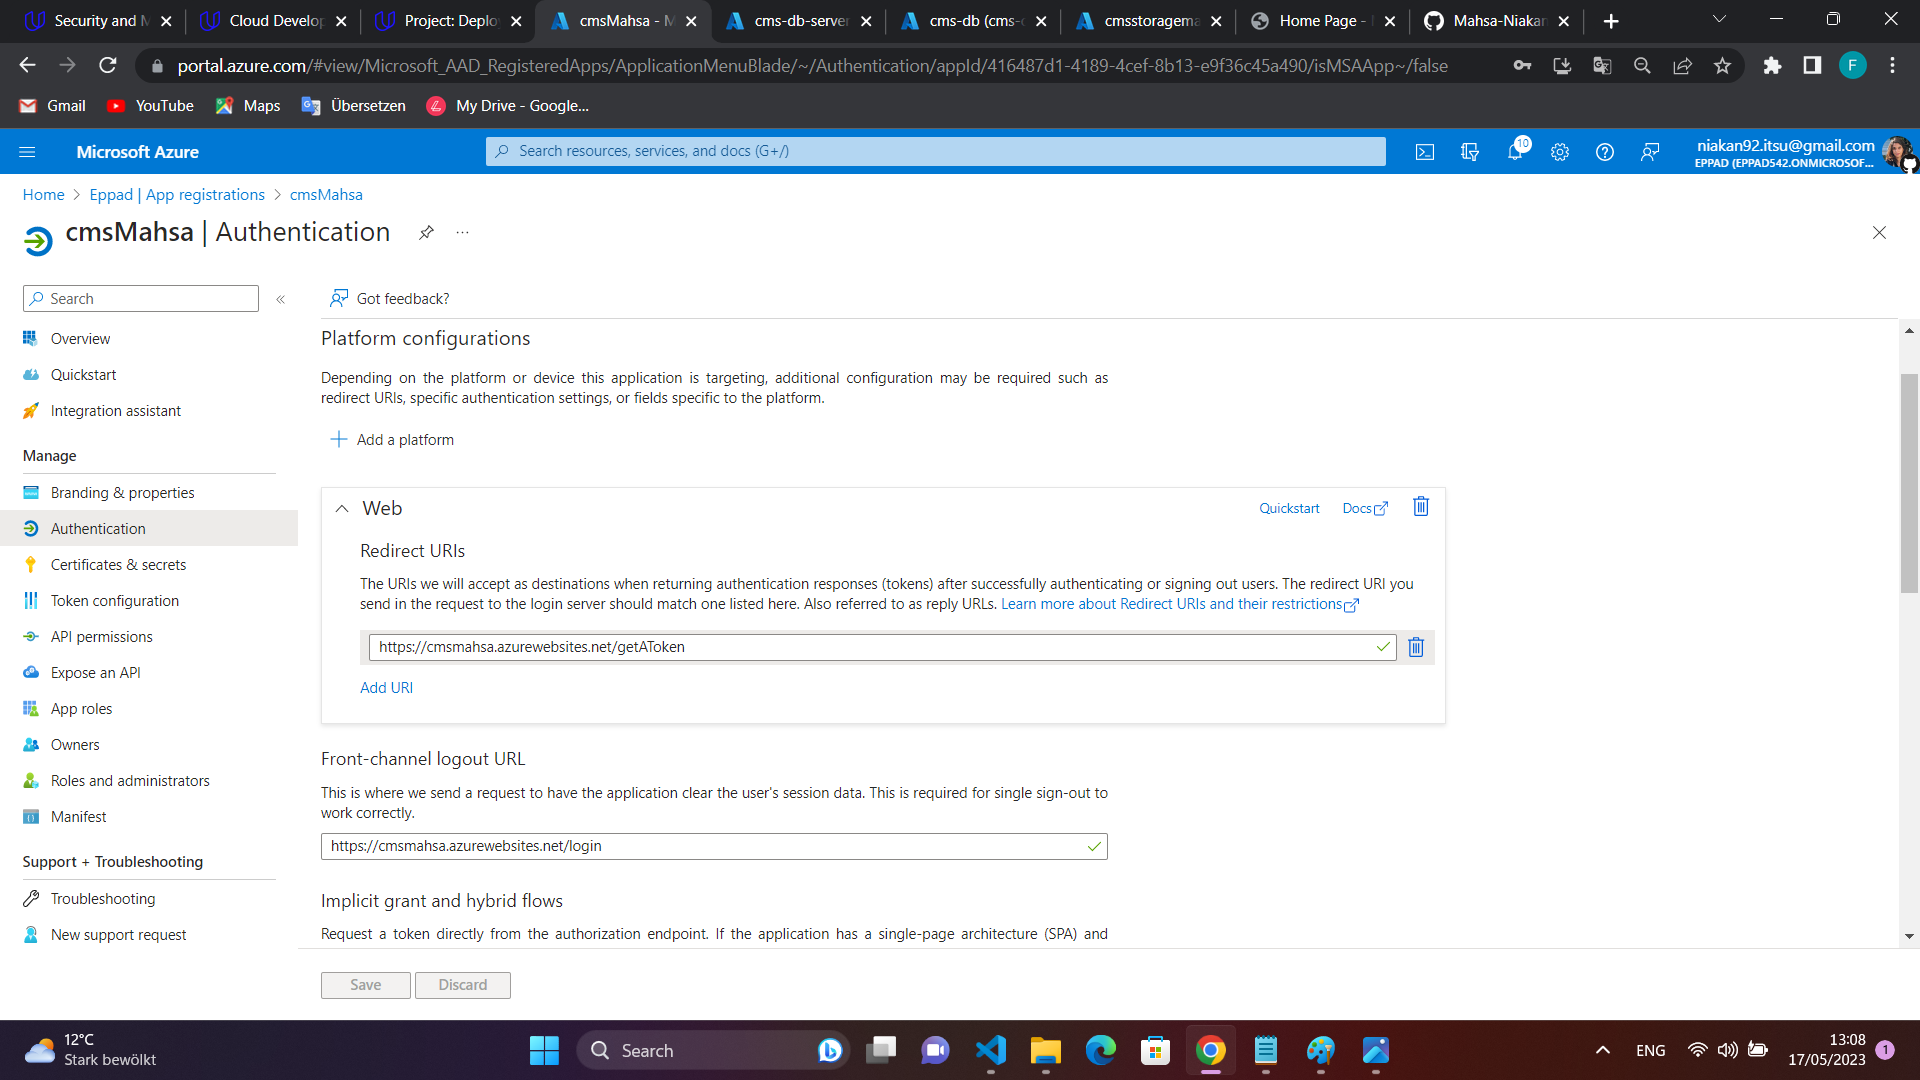 Security and M
Cloud Develop
Project: Deplo
cmsMahsa - M
cms-db-server
cms-db (cms-
cmsstoragema
Home Page -
Mahsa-Niakan
portal.azure.com/#view/Microsoft_AAD_RegisteredApps/ApplicationMenuBlade/~/Authentication/appId/416487d1-4189-4cef-8b13-e9f36c45a490/isMSAApp~/false
F
Gmail
YouTube
Maps
Übersetzen
My Drive - Google...
Microsoft Azure
Search resources, services, and docs (G+/)
10
niakan92.itsu@gmail.com
EPPAD (EPPAD542.ONMICROSOF...
Home > Eppad | App registrations > cmsMahsa
cmsMahsa | Authentication
Search
Got feedback?
Overview
Quickstart
Integration assistant
Manage
Branding & properties
Authentication
Certificates & secrets
Token configuration
API permissions
Expose an API
App roles
Owners
Roles and administrators
Manifest
Support + Troubleshooting
Troubleshooting
New support request
Platform configurations
Depending on the platform or device this application is targeting, additional configuration may be required such as
redirect URIs, specific authentication settings, or fields specific to the platform.
Add a platform
Web
Quickstart
Docs
Redirect URIs
The URIs we will accept as destinations when returning authentication responses (tokens) after successfully authenticating or signing out users. The redirect URI you
send in the request to the login server should match one listed here. Also referred to as reply URLs. Learn more about Redirect URIs and their restrictions
https://cmsmahsa.azurewebsites.net/getAToken
Add URI
Front-channel logout URL
This is where we send a request to have the application clear the user's session data. This is required for single sign-out to
work correctly.
https://cmsmahsa.azurewebsites.net/login
Implicit grant and hybrid flows
Request a token directly from the authorization endpoint. If the application has a single-page architecture (SPA) and
Save
Discard
12°C
Stark bewölkt
Search
ENG
13:08
17/05/2023
1